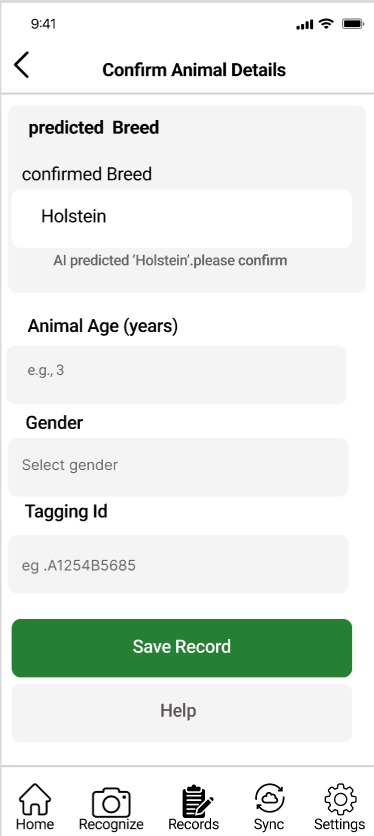 9:41
Confirm Animal Details
predicted Breed
confirmed Breed
Holstein
AI predicted ‘Holstein’.please confirm
Animal Age (years)
e.g., 3
Gender
Select gender
Tagging Id
eg .A1254B5685
Save Record
Help
Home Recognize Records Sync Settings